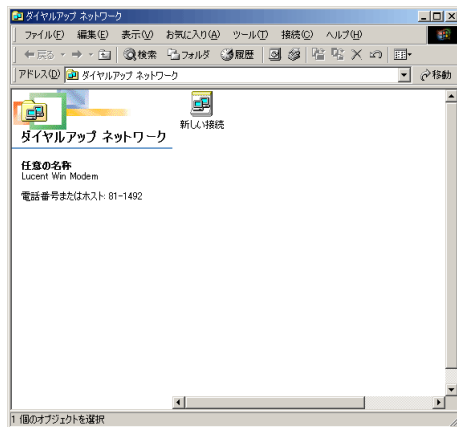 ダイヤルアップ ネットワーク
ファイル(F) 編集(E) 表示(V) お気に入り(A) ツール(T) 接続(C) ヘルプ(H)
戻る 検索 フォルダ 履歴
アドレス(D) ダイヤルアップ ネットワーク 移動
ダイヤルアップ ネットワーク
新しい接続
任意の名称
Lucent Win Modem
電話番号またはホスト: 81-1492
1 個のオブジェクトを選択